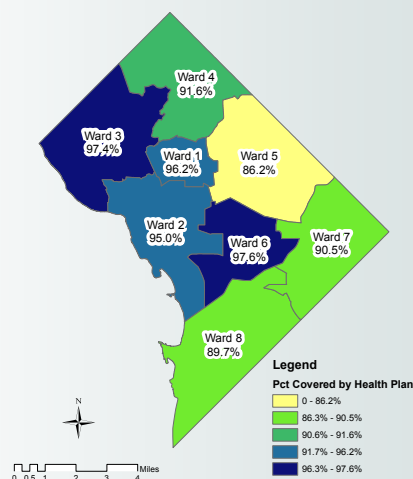 Ward 4
91.6%
Ward 3
97.4%
Ward 1
96.2%
Ward 5
86.2%
Ward 2
95.0%
Ward 6
97.6%
Ward 7
90.5%
Ward 8
89.7%
Legend
Pct Covered by Health Plan
0 - 86.2%
86.3% - 90.5%
90.6% - 91.6%
91.7% - 96.2%
96.3% - 97.6%
N
0 0.5 1 2 3 4 Miles